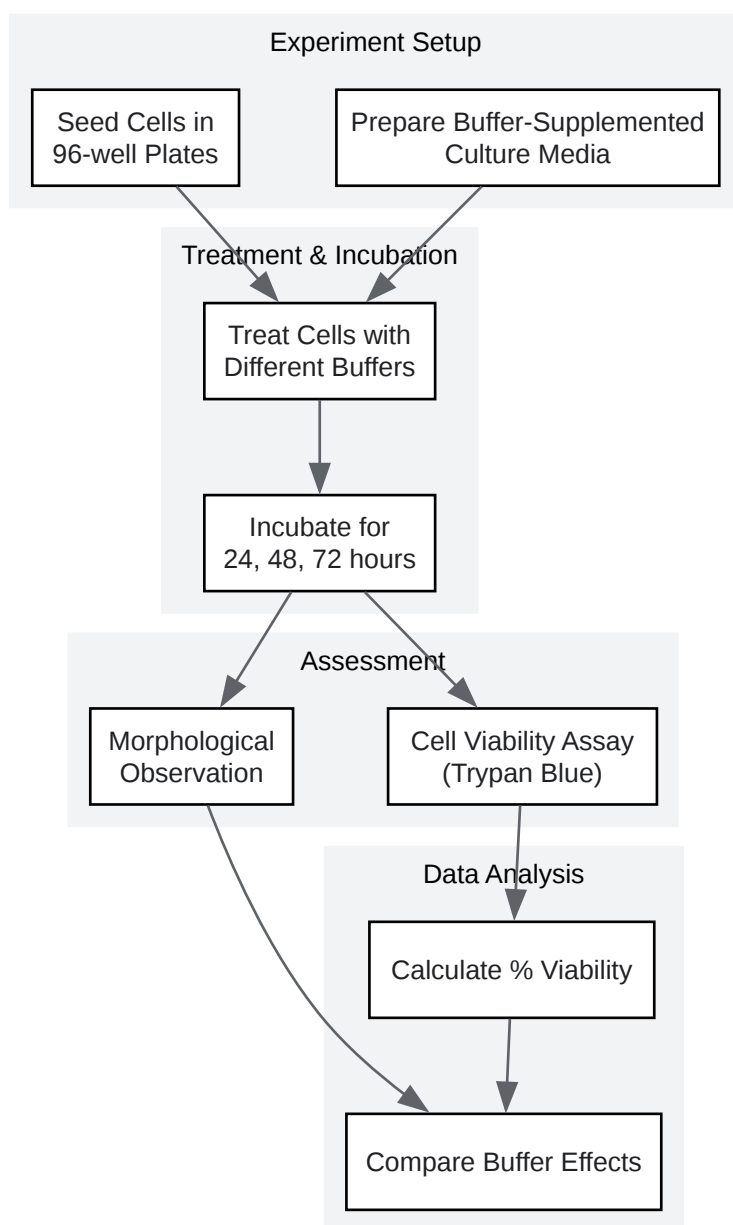 Experiment Setup
Seed Cells in
96-well Plates
Prepare Buffer-Supplemented
Culture Media
Treatment & Incubation
Treat Cells with
Different Buffers
Incubate for
24, 48, 72 hours
Assessment
Morphological
Observation
Cell Viability Assay
(Trypan Blue)
Data Analysis
Calculate % Viability
Compare Buffer Effects